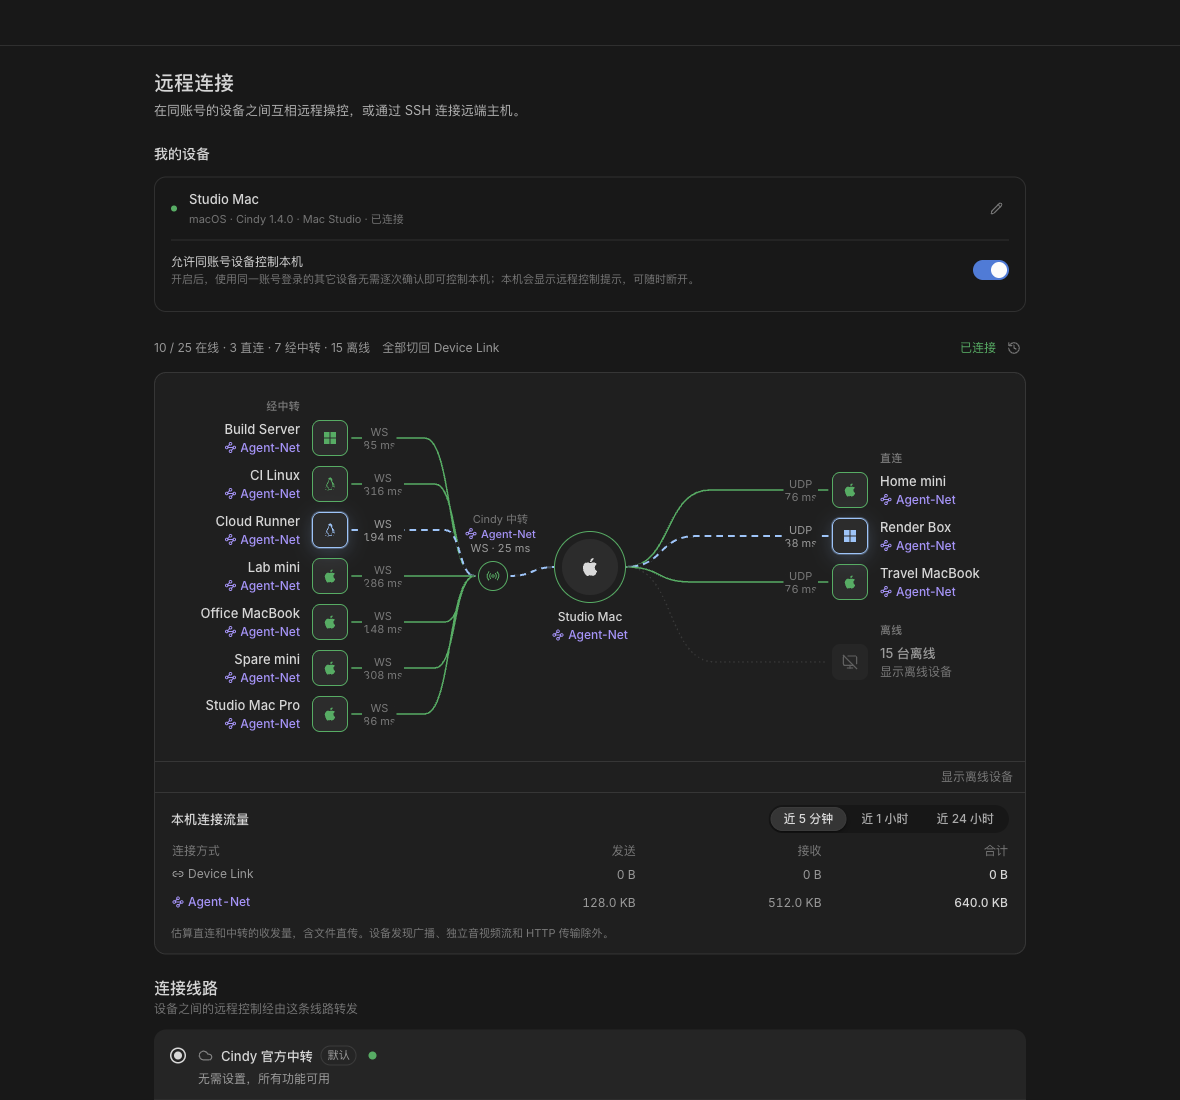 远程连接
在同账号的设备之间互相远程操控，或通过 SSH 连接远端主机。
我的设备
Studio Mac
macOS · Cindy 1.4.0 · Mac Studio · 已连接
允许同账号设备控制本机
开启后，使用同一账号登录的其它设备无需逐次确认即可控制本机；本机会显示远程控制提示，可随时断开。
10 / 25 在线 · 3 直连 · 7 经中转 · 15 离线 全部切回 Device Link
已连接
经中转
Build Server
Agent-Net
WS
CI Linux
Agent-Net
WS
316 ms
Cloud Runner
Agent-Net
WS
194 ms
Lab mini
Agent-Net
WS
286 ms
Office MacBook
Agent-Net
WS
148 ms
Spare mini
Agent-Net
WS
308 ms
Studio Mac Pro
Agent-Net
WS
Cindy 中转
Agent-Net
WS · 25 ms
Studio Mac
Agent-Net
直连
UDP
76 ms
Home mini
Agent-Net
UDP
38 ms
Render Box
Agent-Net
UDP
76 ms
Travel MacBook
Agent-Net
离线
15 台离线
显示离线设备
显示离线设备
本机连接流量
近 5 分钟 近 1 小时 近 24 小时
连接方式 发送 接收 合计
Device Link 0 B 0 B 0 B
Agent-Net 128.0 KB 512.0 KB 640.0 KB
估算直连和中转的收发量，含文件直传。设备发现广播、独立音视频流和 HTTP 传输除外。
连接线路
设备之间的远程控制经由这条线路转发
Cindy 官方中转 默认
无需设置，所有功能可用